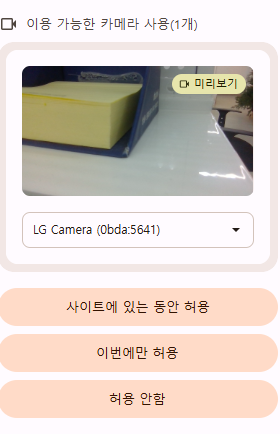 이용 가능한 카메라 사용(1개)
미리보기
LG Camera (0bda:5641)
사이트에 있는 동안 허용
이번에만 허용
허용 안함